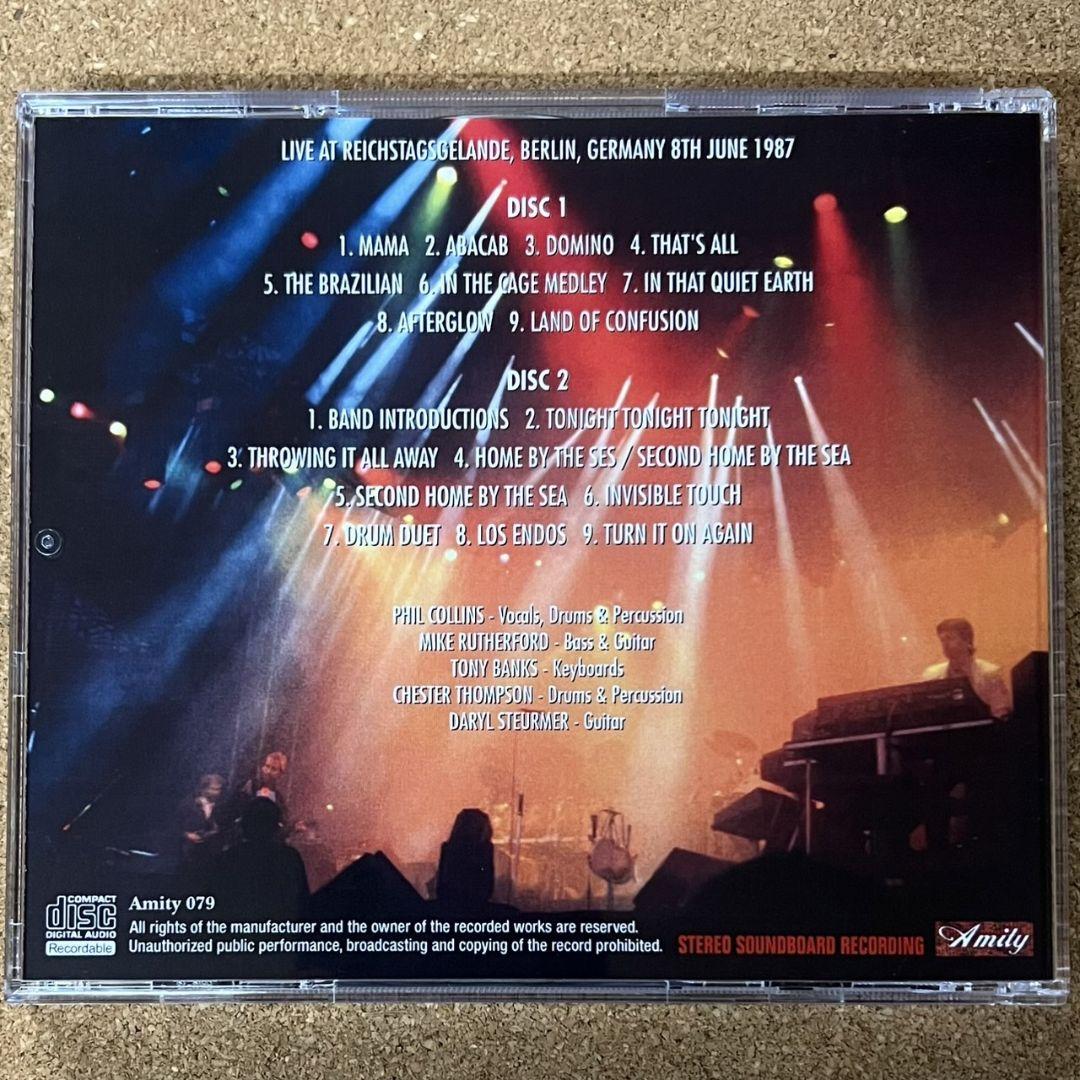 LIVE AT REICHSTAGSGELANDE, BERLIN, GERMANY 8TH JUNE 1987
DISC 1
1. MAMA 2. ABACAB 3. DOMINO 4. THAT'S ALL
5. THE BRAZILIAN 6. IN THE CAGE MEDLEY 7. IN THAT QUIET EARTH
8. AFTERGLOW 9. LAND OF CONFUSION
DISC 2
1. BAND INTRODUCTIONS 2. TONIGHT TONIGHT TONIGHT
3. THROWING IT ALL AWAY 4. HOME BY THE SES / SECOND HOME BY THE SEA
5. SECOND HOME BY THE SEA 6. INVISIBLE TOUCH
7. DRUM DUET 8. LOS ENDOS 9. TURN IT ON AGAIN
PHIL COLLINS - Vocals, Drums & Percussion
MIKE RUTHERFORD - Bass & Guitar
TONY BANKS - Keyboards
CHESTER THOMPSON - Drums & Percussion
DARYL STEURMER - Guitar
COMPACT
disc
DIGITAL AUDIO
Recordable
Amity 079
All rights of the manufacturer and the owner of the recorded works are reserved.
Unauthorized public performance, broadcasting and copying of the record prohibited.
STEREO SOUNDBOARD RECORDING
Amity